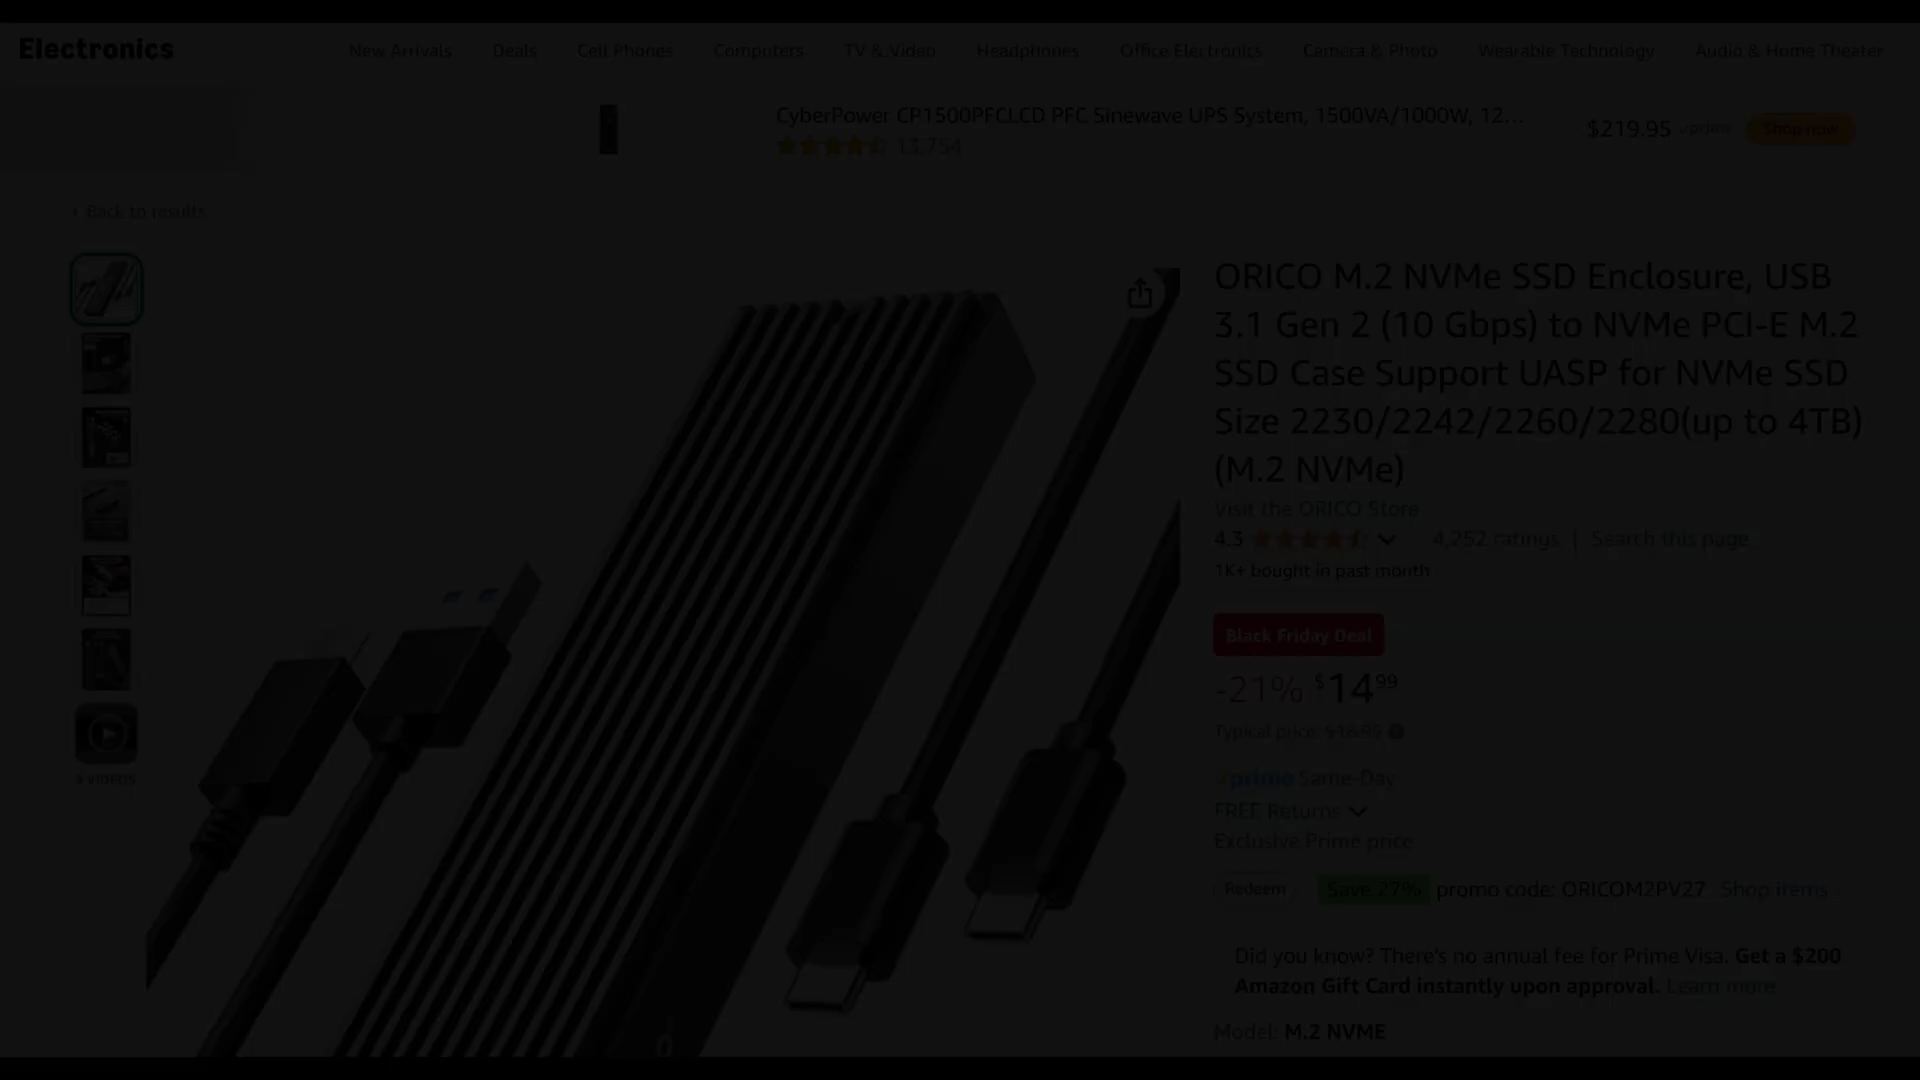 Electronics
New Arrivals Deals Cell Phones Computers TV & Video Headphones Office Electronics Camera & Photo Wearable Technology Audio & Home Theater
CyberPower CP1500PFCLCD PFC Sinewave UPS System, 1500VA/1000W, 12...
13,754
$219.95 prime Shop now
‹ Back to results
ORICO M.2 NVMe SSD Enclosure, USB
3.1 Gen 2 (10 Gbps) to NVMe PCI-E M.2
SSD Case Support UASP for NVMe SSD
Size 2230/2242/2260/2280(up to 4TB)
(M.2 NVMe)
Visit the ORICO Store
4.3 4,252 ratings | Search this page
1K+ bought in past month
Black Friday Deal
-21% $14.99
Typical price: $18.99
prime Same-Day
FREE Returns
Exclusive Prime price
Redeem Save 27% promo code: ORICOM2PV27 Shop items
VIDEOS
Did you know? There's no annual fee for Prime Visa. Get a $200
Amazon Gift Card instantly upon approval. Learn more
Model: M.2 NVME